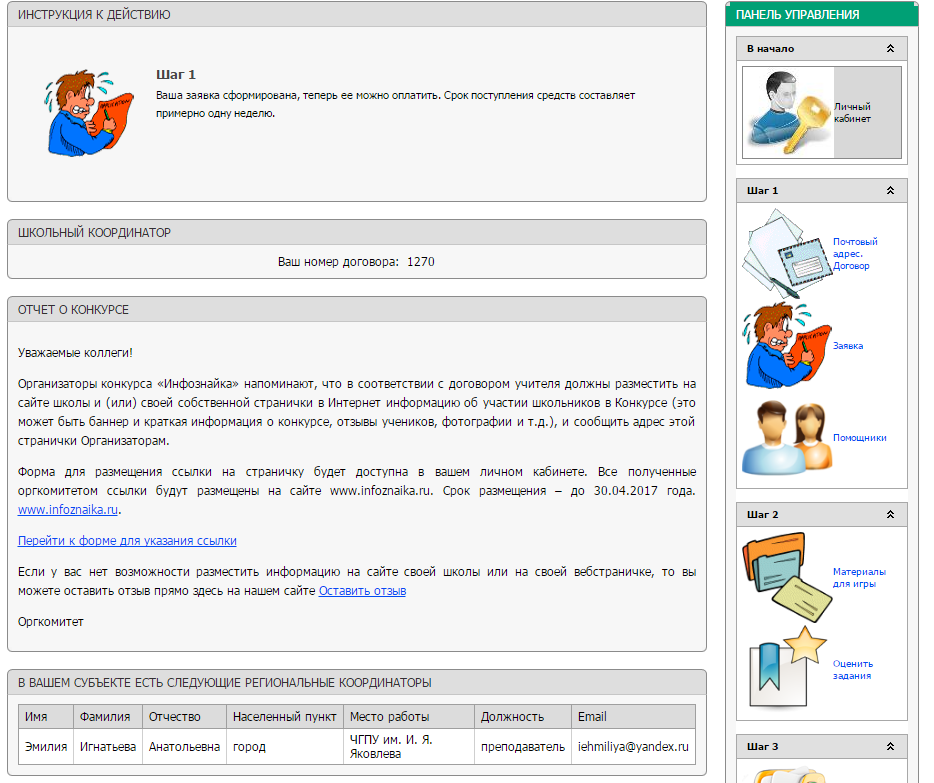 ИНСТРУКЦИЯ К ДЕЙСТВИЮ
Шаг 1
Ваша заявка сформирована, теперь ее можно оплатить. Срок поступления средств составляет
примерно одну неделю.
APPLICATION
ШКОЛЬНЫЙ КООРДИНАТОР
Ваш номер договора: 1270
ОТЧЕТ О КОНКУРСЕ
Уважаемые коллеги!
Организаторы конкурса «Инфознайка» напоминают, что в соответствии с договором учителя должны разместить на
сайте школы и (или) своей собственной странички в Интернет информацию об участии школьников в Конкурсе (это
может быть баннер и краткая информация о конкурсе, отзывы учеников, фотографии и т.д.), и сообщить адрес этой
странички Организаторам.
Форма для размещения ссылки на страничку будет доступна в вашем личном кабинете. Все полученные
оргкомитетом ссылки будут размещены на сайте www.infoznaika.ru. Срок размещения – до 30.04.2017 года.
www.infoznaika.ru.
Перейти к форме для указания ссылки
Если у вас нет возможности разместить информацию на сайте своей школы или на своей вебстраничке, то вы
можете оставить отзыв прямо здесь на нашем сайте Оставить отзыв
Оргкомитет
В ВАШЕМ СУБЪЕКТЕ ЕСТЬ СЛЕДУЮЩИЕ РЕГИОНАЛЬНЫЕ КООРДИНАТОРЫ
Имя Фамилия Отчество Населенный пункт Место работы Должность Email
Эмилия Игнатьева Анатольевна город ЧГПУ им. И. Я. Яковлева преподаватель iehmiliya@yandex.ru
ПАНЕЛЬ УПРАВЛЕНИЯ
В начало
Личный
кабинет
Шаг 1
Почтовый
адрес.
Договор
APPLICATION
Заявка
Помощники
Шаг 2
Материалы
для игры
Оценить
задания
Шаг 3